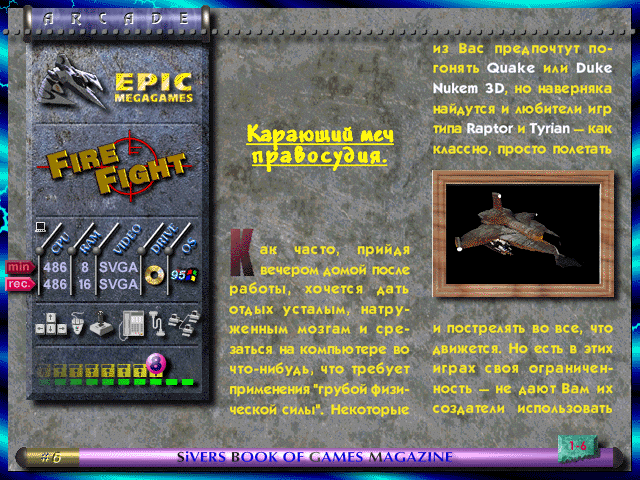 ARCADE
EPIC
MEGAGAMES
FIRE
FIGHT
CPU RAM VIDEO DRIVE OS
min 486 8 SVGA 95
rec. 486 16 SVGA
8
Карающий меч
правосудия.
Как часто, прийдя
вечером домой после
работы, хочется дать
отдых усталым, натру-
женным мозгам и сре-
заться на компьютере во
что-нибудь, что требует
применения "грубой физи-
ческой силы". Некоторые
из Вас предпочтут по-
гонять Quake или Duke
Nukem 3D, но наверняка
найдутся и любители игр
типа Raptor и Tyrian — как
классно, просто полетать
и пострелять во все, что
движется. Но есть в этих
играх своя ограничен-
ность — не дают Вам их
создатели использовать
#6
SiVERS BOOK OF GAMES MAGAZINE
1-6